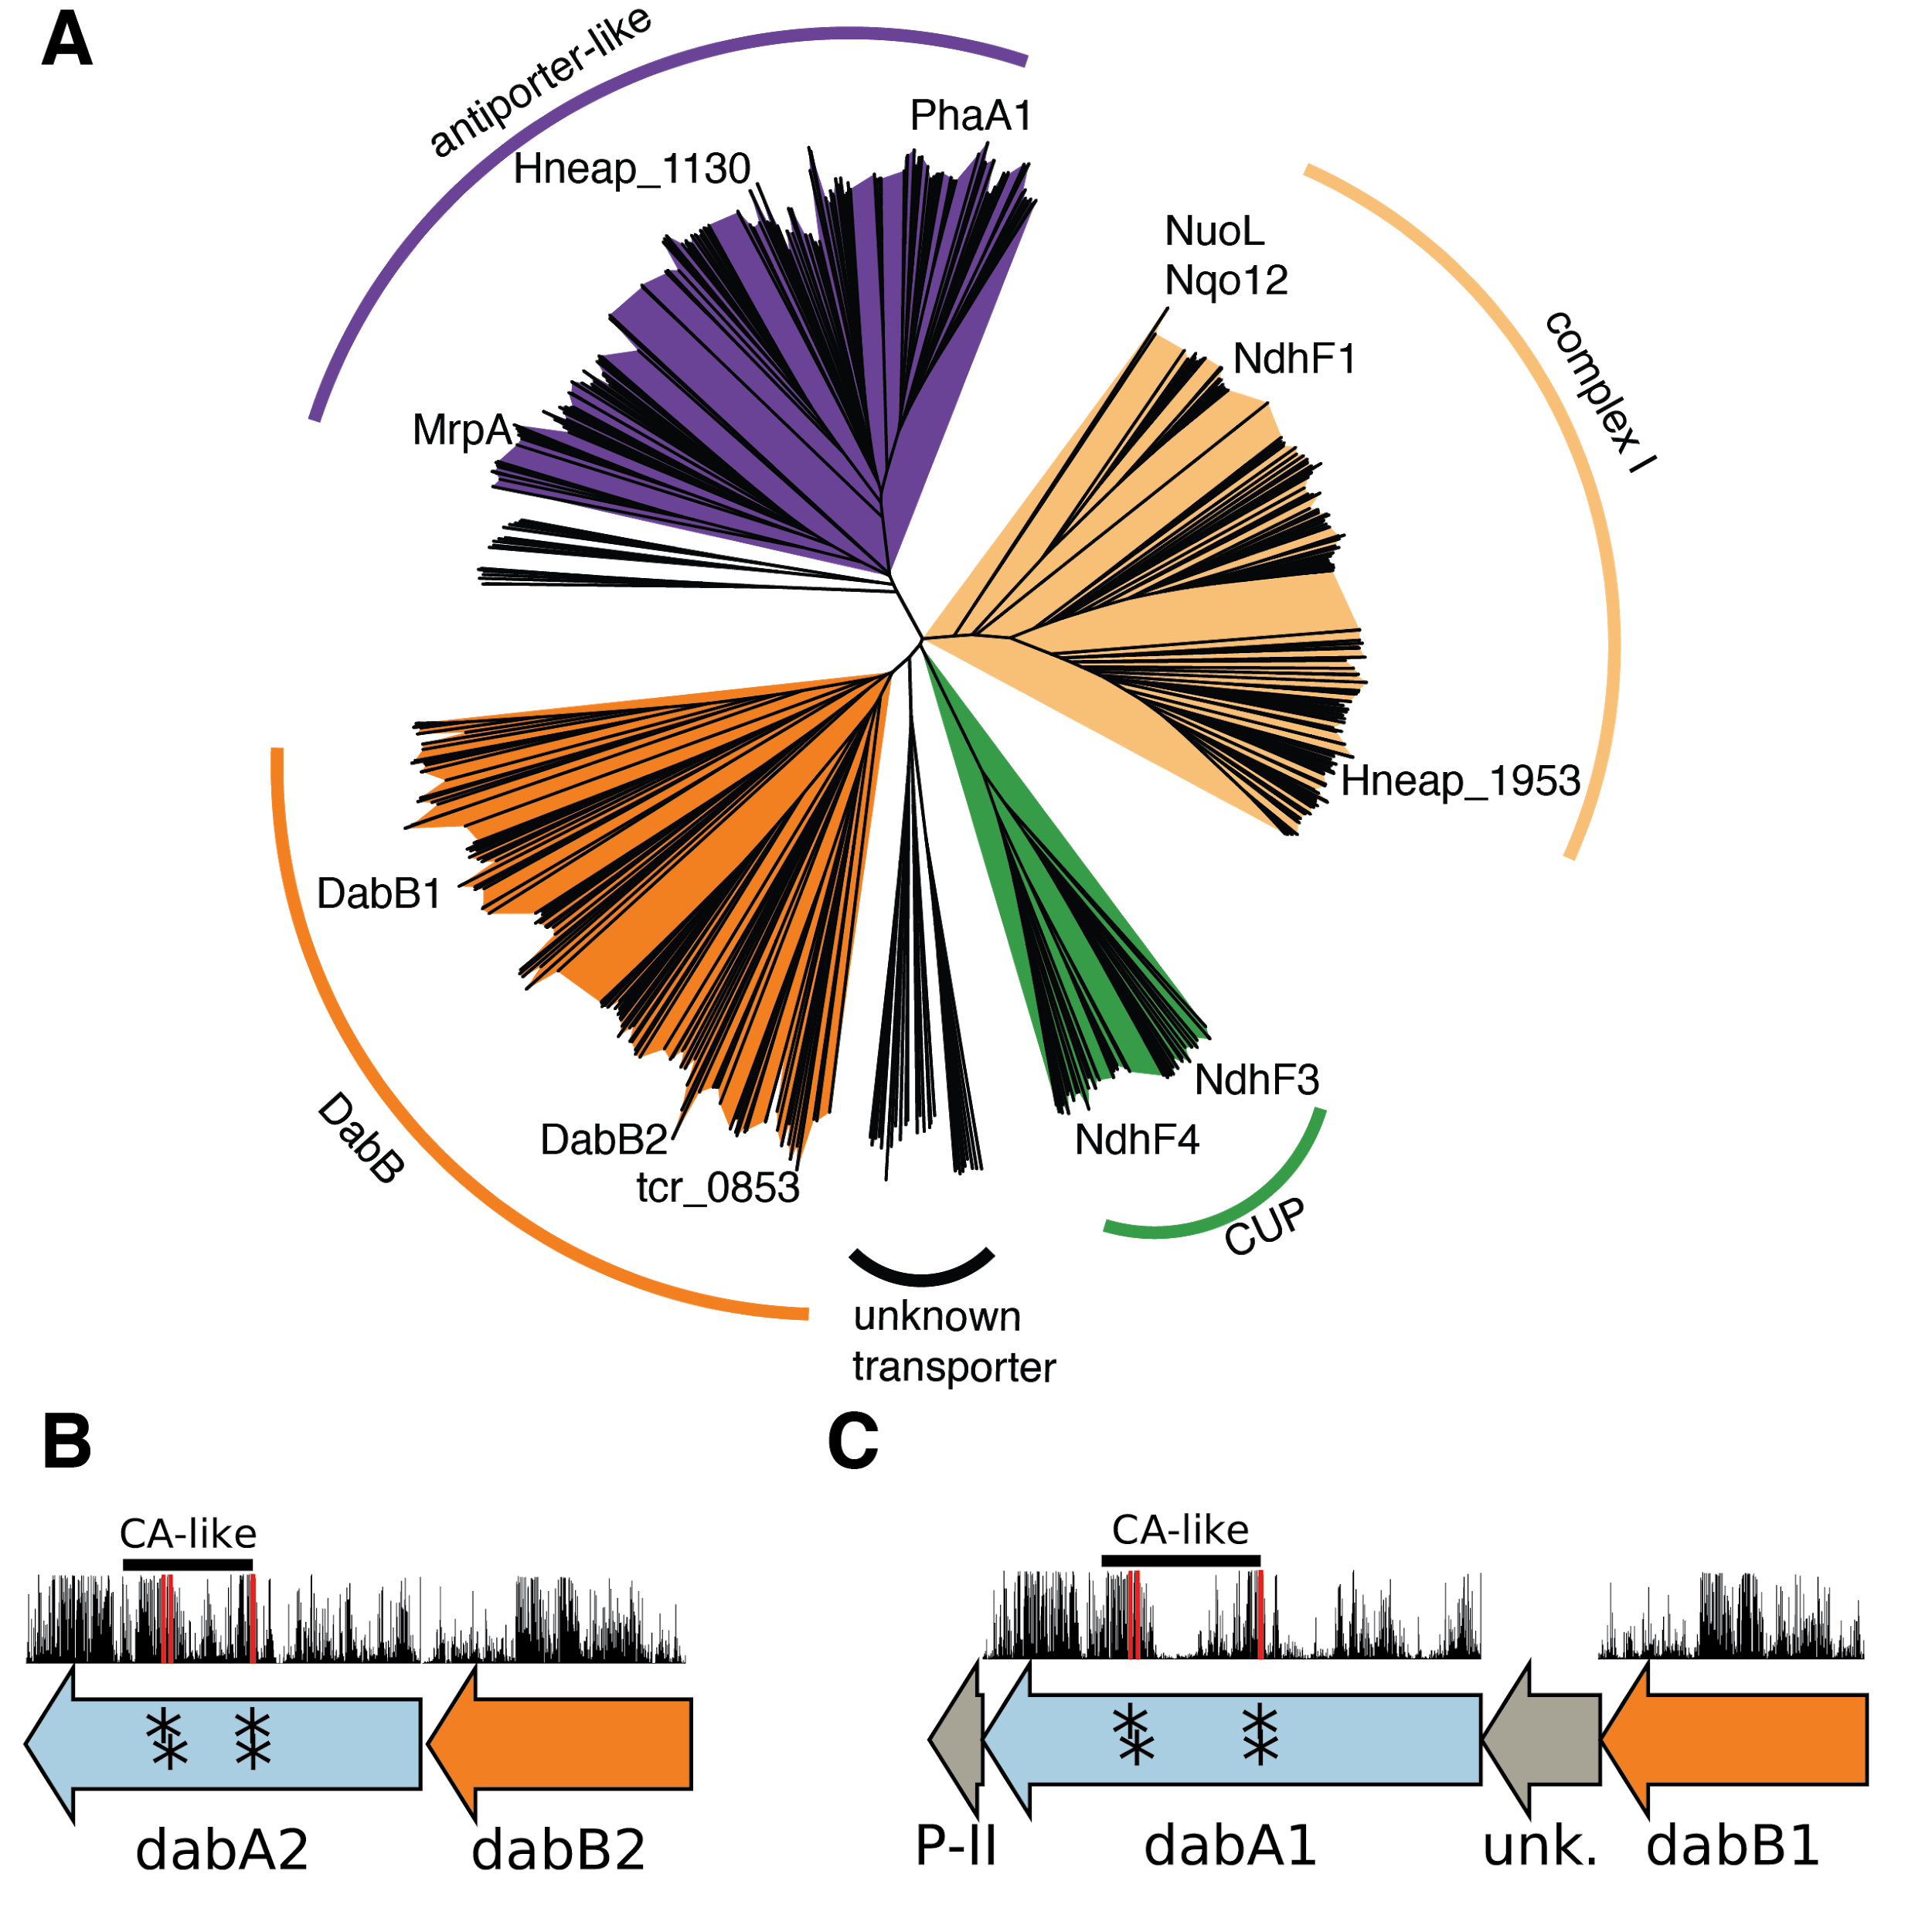 A
antiporter-like
PhaA1
Hneap_1130
NuoL
Nqo12
NdhF1
complex I
MrpA
Hneap_1953
DabB1
NdhF3
DabB
DabB2
NdhF4
tcr_0853
CUP
unknown
transporter
B
C
CA-like
CA-like
* *
* *
* *
* *
dabA2
dabB2
P-II
dabA1
unk.
dabB1